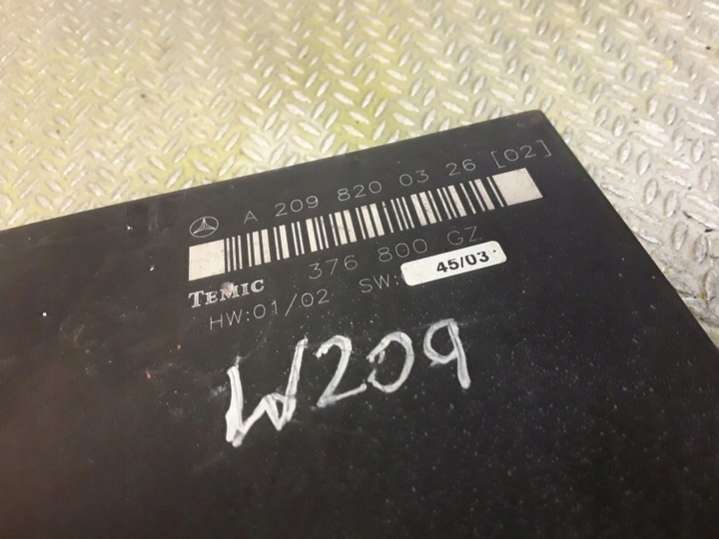 A 209 820 03 26 [02]
376 800 GZ
TEMIC
HW:01/02 SW: 45/03
W209